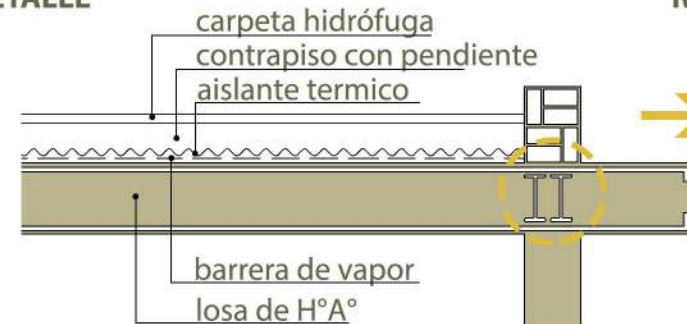 carpeta hidrófuga
contrapiso con pendiente
aislante termico
barrera de vapor
losa de H°A°